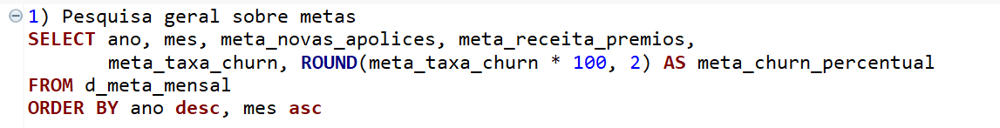 1) Pesquisa geral sobre metas
SELECT ano, mes, meta_novas_apolices, meta_receita_premios,
meta_taxa_churn, ROUND(meta_taxa_churn * 100, 2) AS meta_churn_percentual
FROM d_meta_mensal
ORDER BY ano desc, mes asc